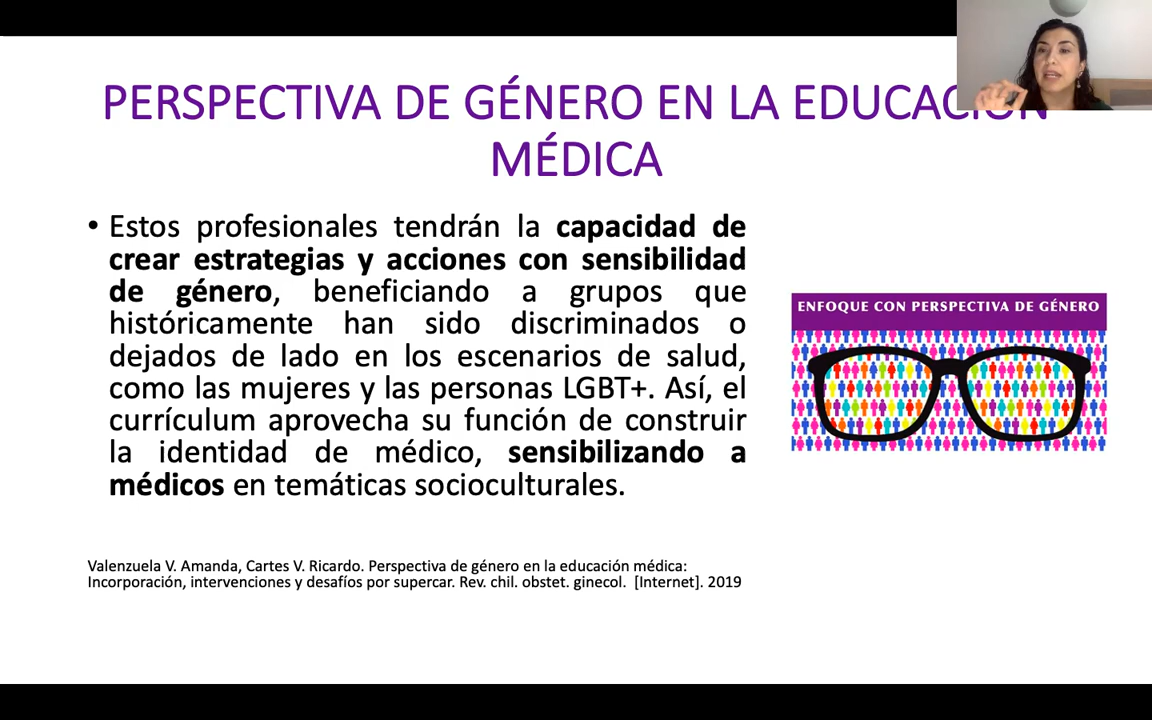 PERSPECTIVA DE GÉNERO EN LA EDUCACIÓN
MÉDICA
• Estos profesionales tendrán la capacidad de
crear estrategias y acciones con sensibilidad
de género, beneficiando a grupos que
históricamente han sido discriminados o
dejados de lado en los escenarios de salud,
como las mujeres y las personas LGBT+. Así, el
currículum aprovecha su función de construir
la identidad de médico, sensibilizando a
médicos en temáticas socioculturales.
ENFOQUE CON PERSPECTIVA DE GÉNERO
Valenzuela V. Amanda, Cartes V. Ricardo. Perspectiva de género en la educación médica:
Incorporación, intervenciones y desafíos por supercar. Rev. chil. obstet. ginecol. [Internet]. 2019